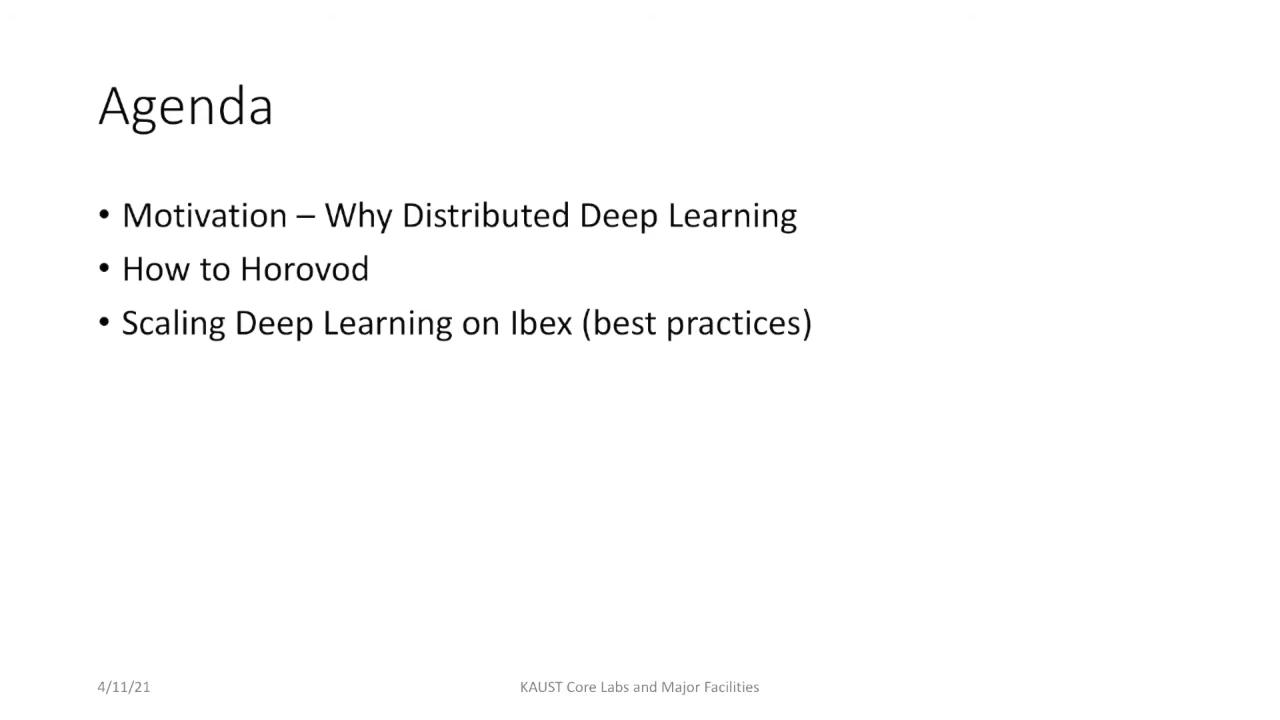 Agenda
• Motivation – Why Distributed Deep Learning
• How to Horovod
• Scaling Deep Learning on Ibex (best practices)
4/11/21
KAUST Core Labs and Major Facilities